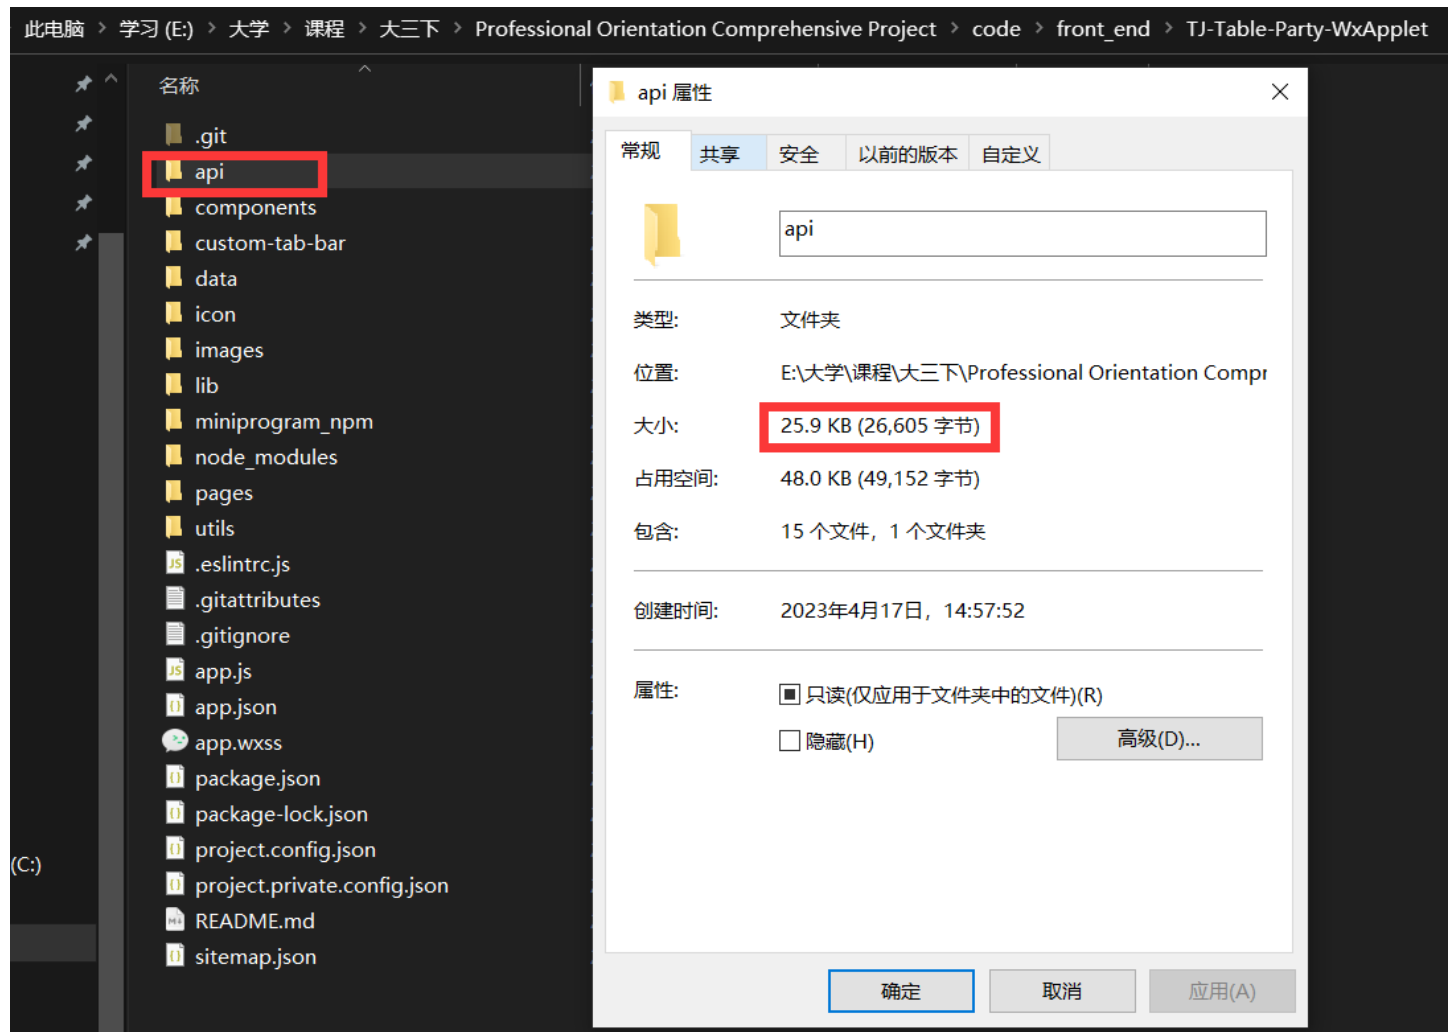 此电脑 > 学习 (E:) > 大学 > 课程 > 大三下 > Professional Orientation Comprehensive Project > code > front_end > TJ-Table-Party-WxApplet
名称
.git
api
components
custom-tab-bar
data
icon
images
lib
miniprogram_npm
node_modules
pages
utils
.eslintrc.js
.gitattributes
.gitignore
app.js
app.json
app.wxss
package.json
package-lock.json
project.config.json
project.private.config.json
README.md
sitemap.json
(C:)
api 属性
常规 共享 安全 以前的版本 自定义
api
类型: 文件夹
位置: E:\大学\课程\大三下\Professional Orientation Compr
大小: 25.9 KB (26,605 字节)
占用空间: 48.0 KB (49,152 字节)
包含: 15 个文件，1 个文件夹
创建时间: 2023年4月17日，14:57:52
属性: 只读(仅应用于文件夹中的文件)(R)
隐藏(H) 高级(D)...
确定 取消 应用(A)